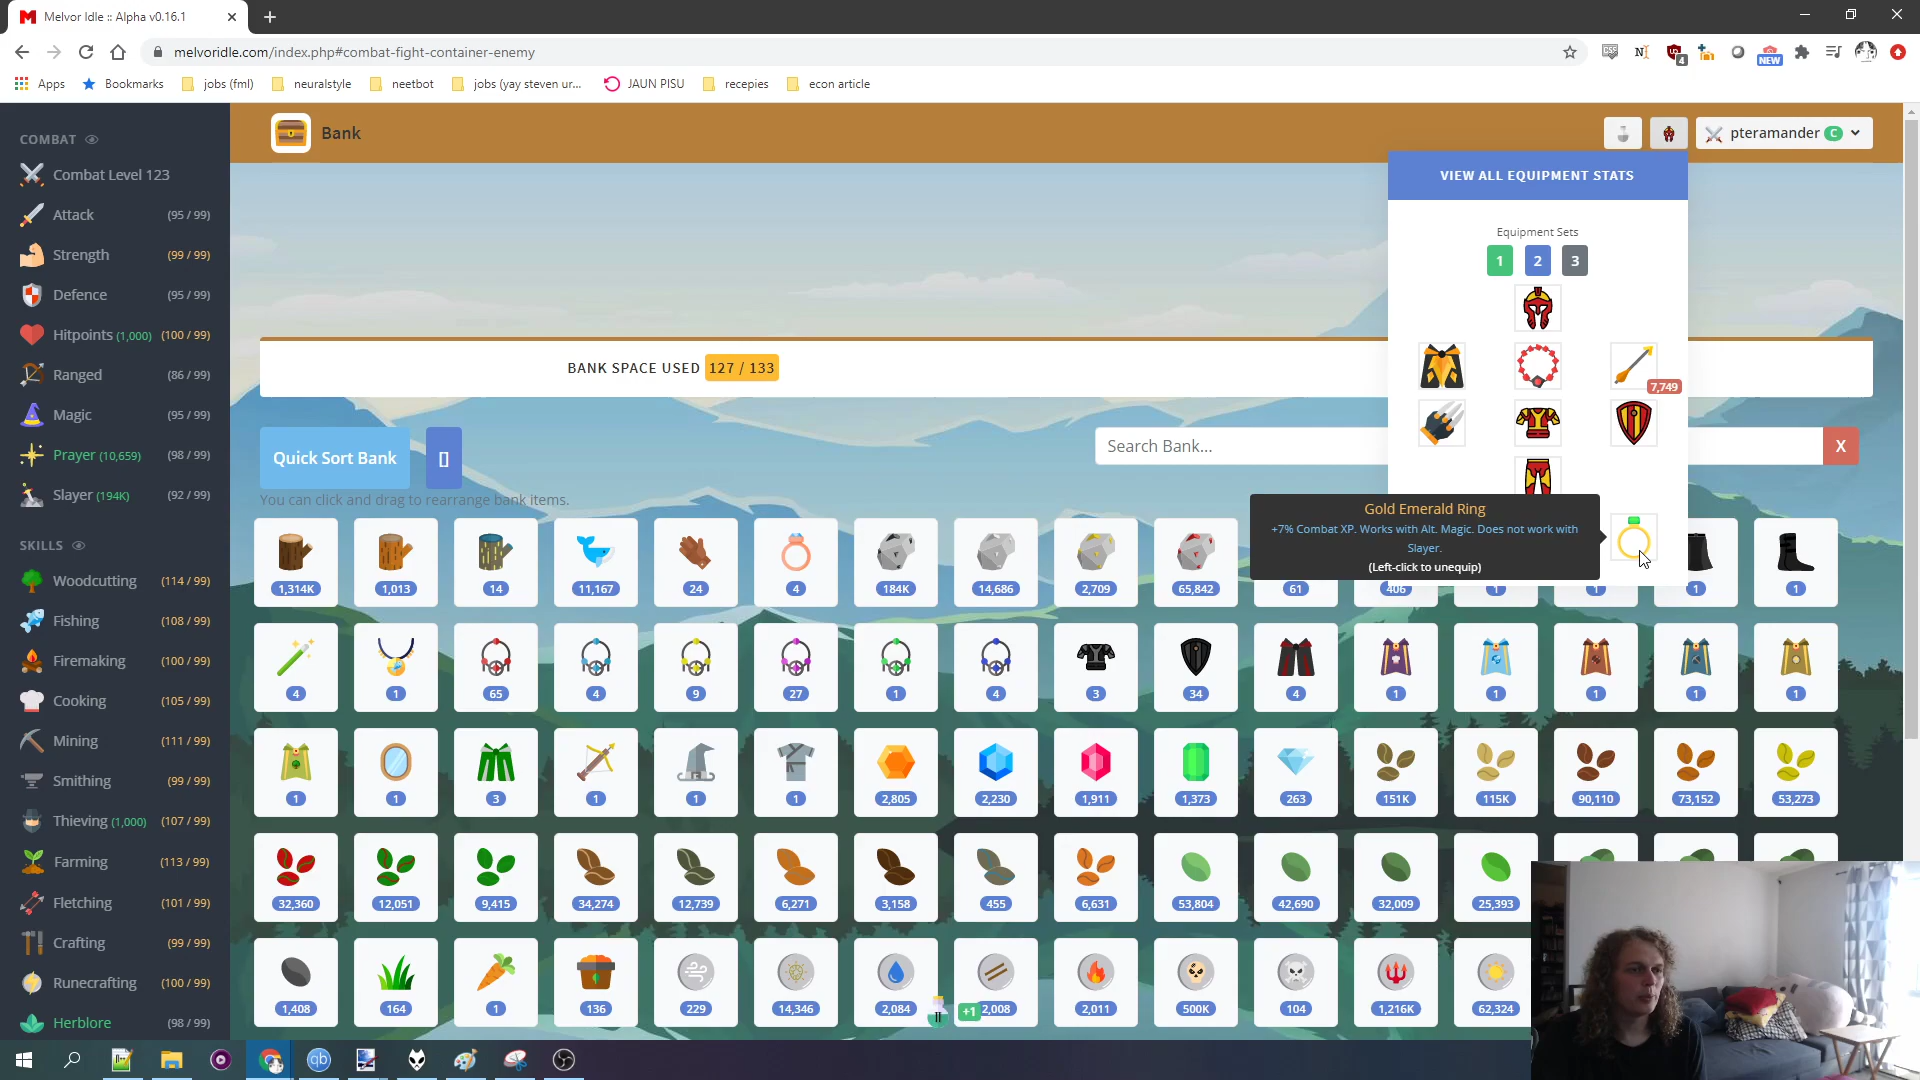 Melvor Idle :: Alpha v0.16.1
melvoridle.com/index.php#combat-fight-container-enemy
NEW
4
Apps
Bookmarks
jobs (fml)
neuralstyle
neetbot
jobs (yay steven ur...
JAUN PISU
recepies
econ article
COMBAT
Combat Level 123
Attack (95 / 99)
Strength (99 / 99)
Defence (95 / 99)
Hitpoints (1,000) (100 / 99)
Ranged (86 / 99)
Magic (95 / 99)
Prayer (10,659) (98 / 99)
Slayer (194K) (92 / 99)
SKILLS
Woodcutting (114 / 99)
Fishing (108 / 99)
Firemaking (100 / 99)
Cooking (105 / 99)
Mining (111 / 99)
Smithing (99 / 99)
Thieving (1,000) (107 / 99)
Farming (113 / 99)
Fletching (101 / 99)
Crafting (99 / 99)
Runecrafting (100 / 99)
Herblore (98 / 99)
Bank
pteramander C
VIEW ALL EQUIPMENT STATS
Equipment Sets
1 2 3
7,749
BANK SPACE USED 127 / 133
Quick Sort Bank
[]
Search Bank...
X
You can click and drag to rearrange bank items.
Gold Emerald Ring
+7% Combat XP. Works with Alt. Magic. Does not work with
Slayer.
(Left-click to unequip)
1,314K 1,013 14 11,167 24 4 184K 14,686 2,709 65,842 61 406 1 1 1 1
4 1 65 4 9 27 1 4 3 34 4 1 1 1 1 1
1 1 3 1 1 1 2,805 2,230 1,911 1,373 263 151K 115K 90,110 73,152 53,273
32,360 12,051 9,415 34,274 12,739 6,271 3,158 455 6,631 53,804 42,690 32,009 25,393
1,408 164 1 136 229 14,346 2,084 2,008 2,011 500K 104 1,216K 62,324
+1
qb